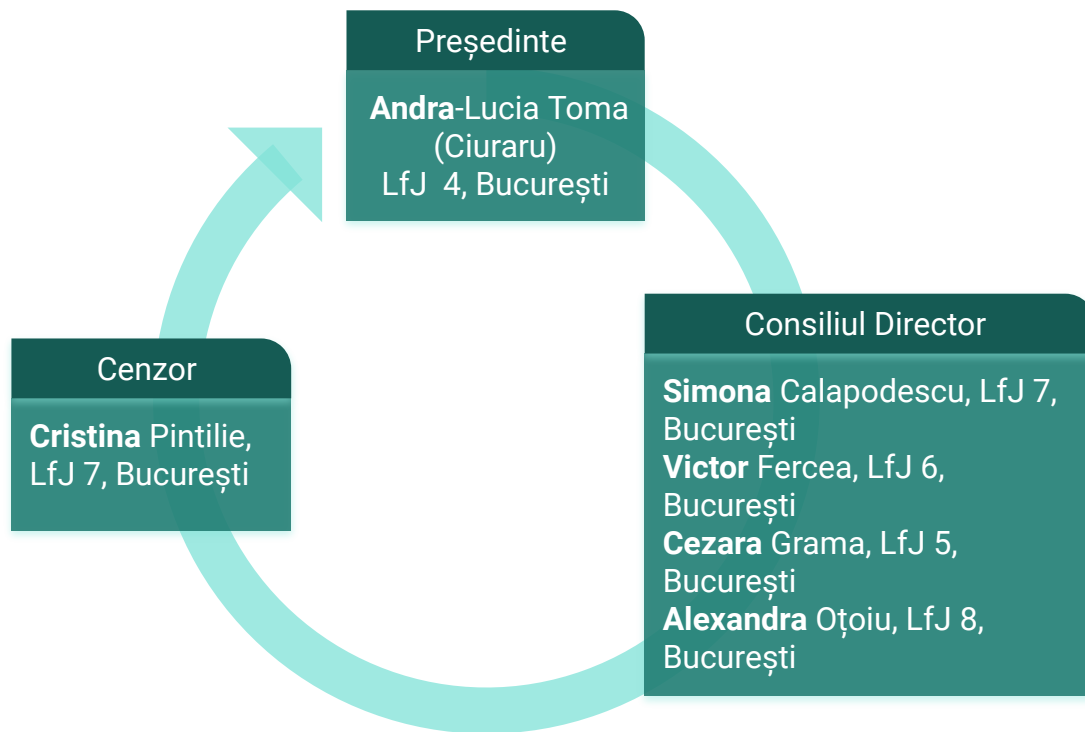 Președinte
Andra-Lucia Toma
(Ciuraru)
LfJ 4, București
Consiliul Director
Simona Calapodescu, LfJ 7,
București
Victor Fercea, LfJ 6,
București
Cezara Grama, LfJ 5,
București
Alexandra Oțoiu, LfJ 8,
București
Cenzor
Cristina Pintilie,
LfJ 7, București